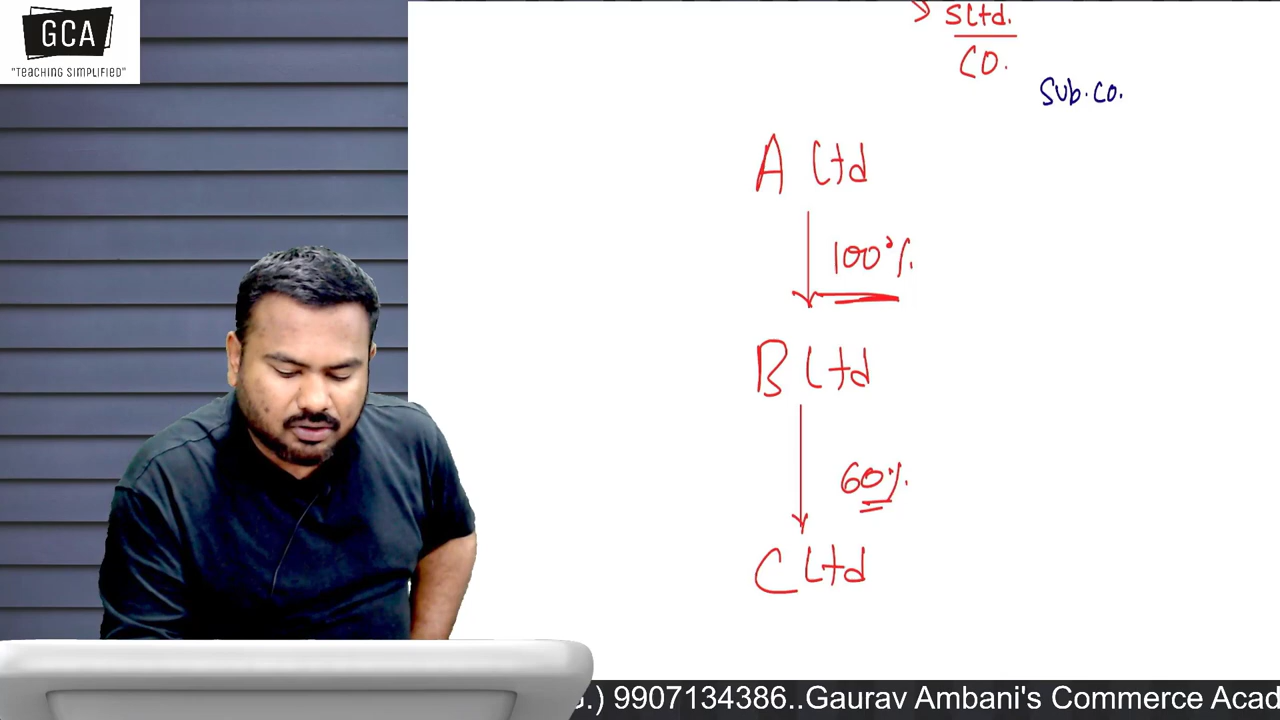 GCA
"TEACHING SIMPLIFIED"
S Ltd.
CO.
Sub. CO.
A Ltd
100%
B Ltd
60%
C Ltd
G.) 9907134386..Gaurav Ambani's Commerce Acad